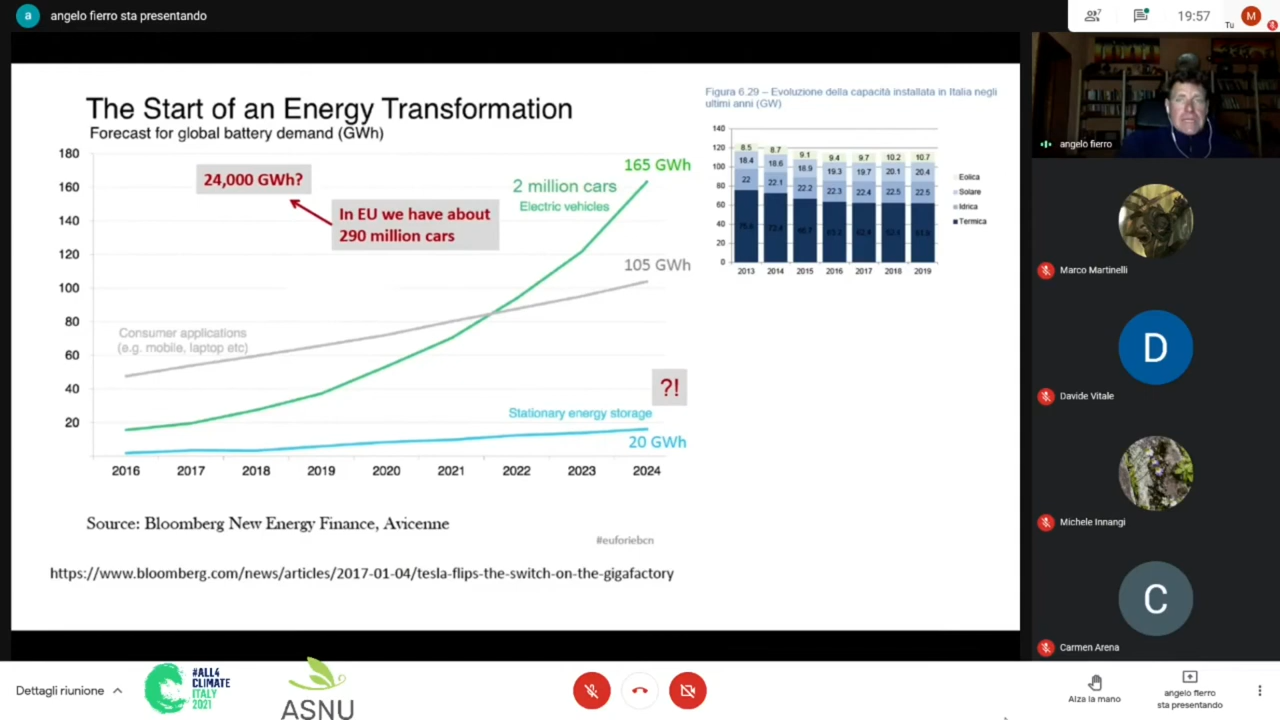 a
angelo fierro sta presentando
7
19:57
Tu
M
The Start of an Energy Transformation
Forecast for global battery demand (GWh)
180
160
140
120
100
80
60
40
20
24,000 GWh?
In EU we have about
290 million cars
2 million cars
Electric vehicles
165 GWh
105 GWh
Consumer applications
(e.g. mobile, laptop etc)
?!
Stationary energy storage
20 GWh
2016 2017 2018 2019 2020 2021 2022 2023 2024
Source: Bloomberg New Energy Finance, Avicenne
#euforiebcn
https://www.bloomberg.com/news/articles/2017-01-04/tesla-flips-the-switch-on-the-gigafactory
Figura 6.29 – Evoluzione della capacità installata in Italia negli
ultimi anni (GW)
140
120
100
80
60
40
20
0
8.5 8.7 9.1 9.4 9.7 10.2 10.7
18.4 18.6 18.9 19.3 19.7 20.1 20.4
22 22.1 22.2 22.3 22.4 22.5 22.5
2013 2014 2015 2016 2017 2018 2019
Eolica
Solare
Idrica
Termica
angelo fierro
Marco Martinelli
D
Davide Vitale
Michele Innangi
C
Carmen Arena
Dettagli riunione
#ALL4
CLIMATE
ITALY
2021
ASNU
Alza la mano
angelo fierro
sta presentando